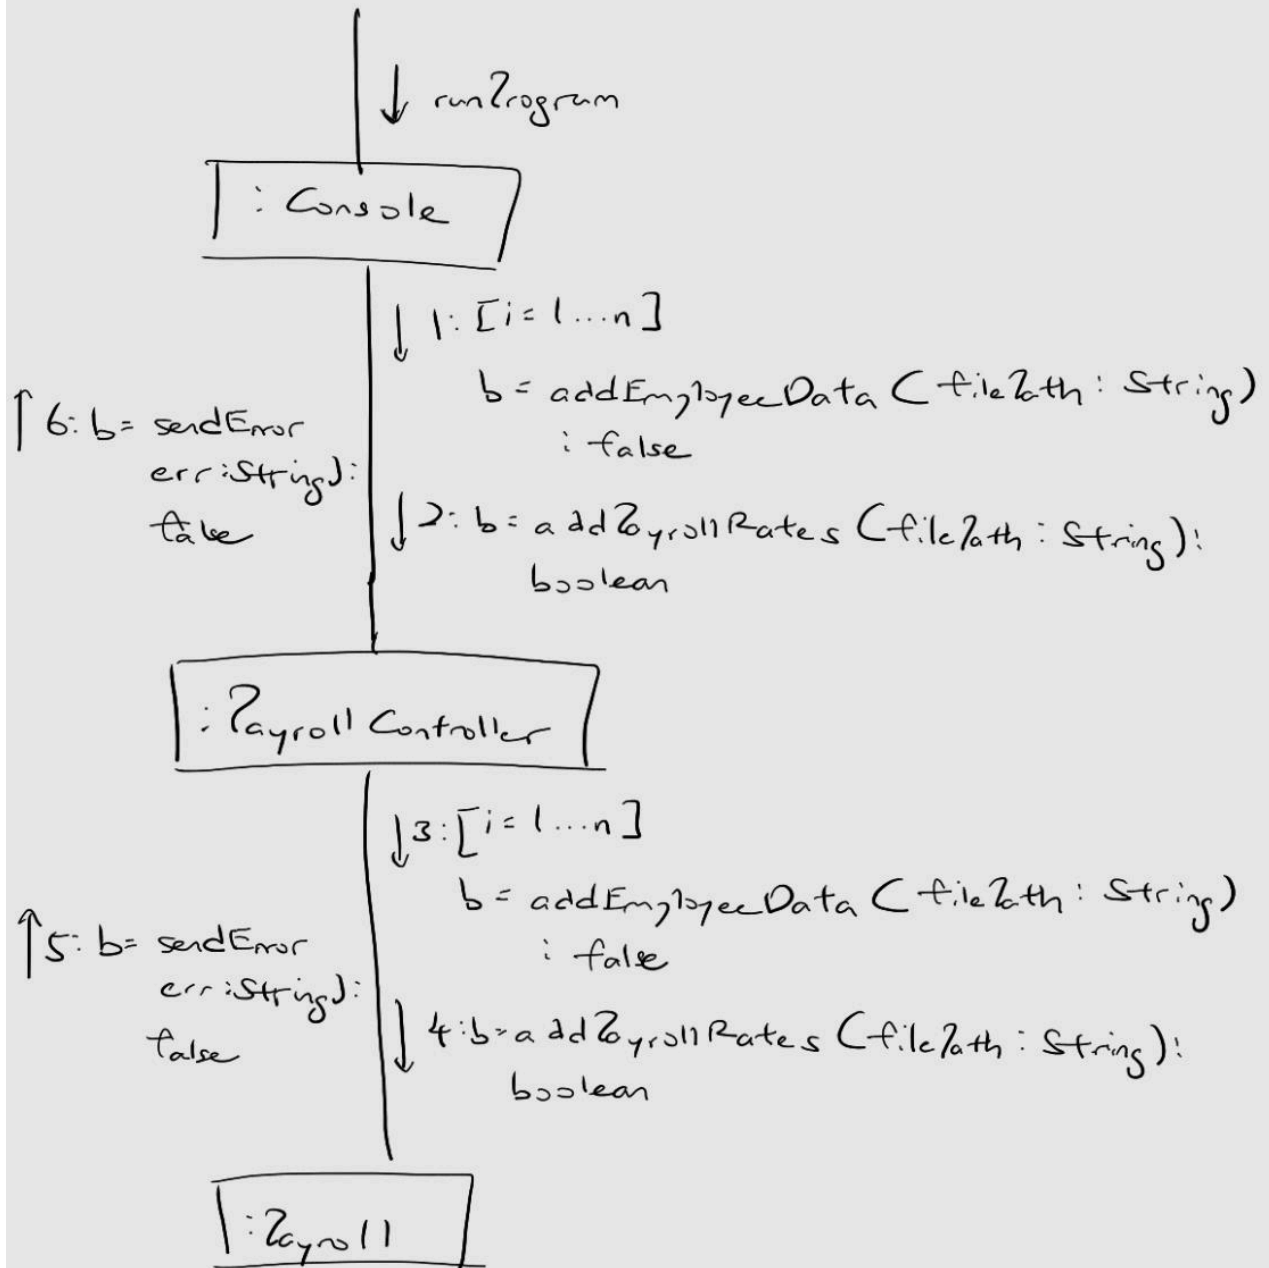 runProgram
: Console
1: [i = 1...n]
b = addEmployeeData (filePath : String)
: false
6: b = sendError
err : String) :
false
2: b = addPayrollRates (filePath : String) :
boolean
: Payroll Controller
3: [i = 1...n]
b = addEmployeeData (filePath : String)
: false
5: b = sendError
err : String) :
false
4: b = addPayrollRates (filePath : String) :
boolean
: Payroll